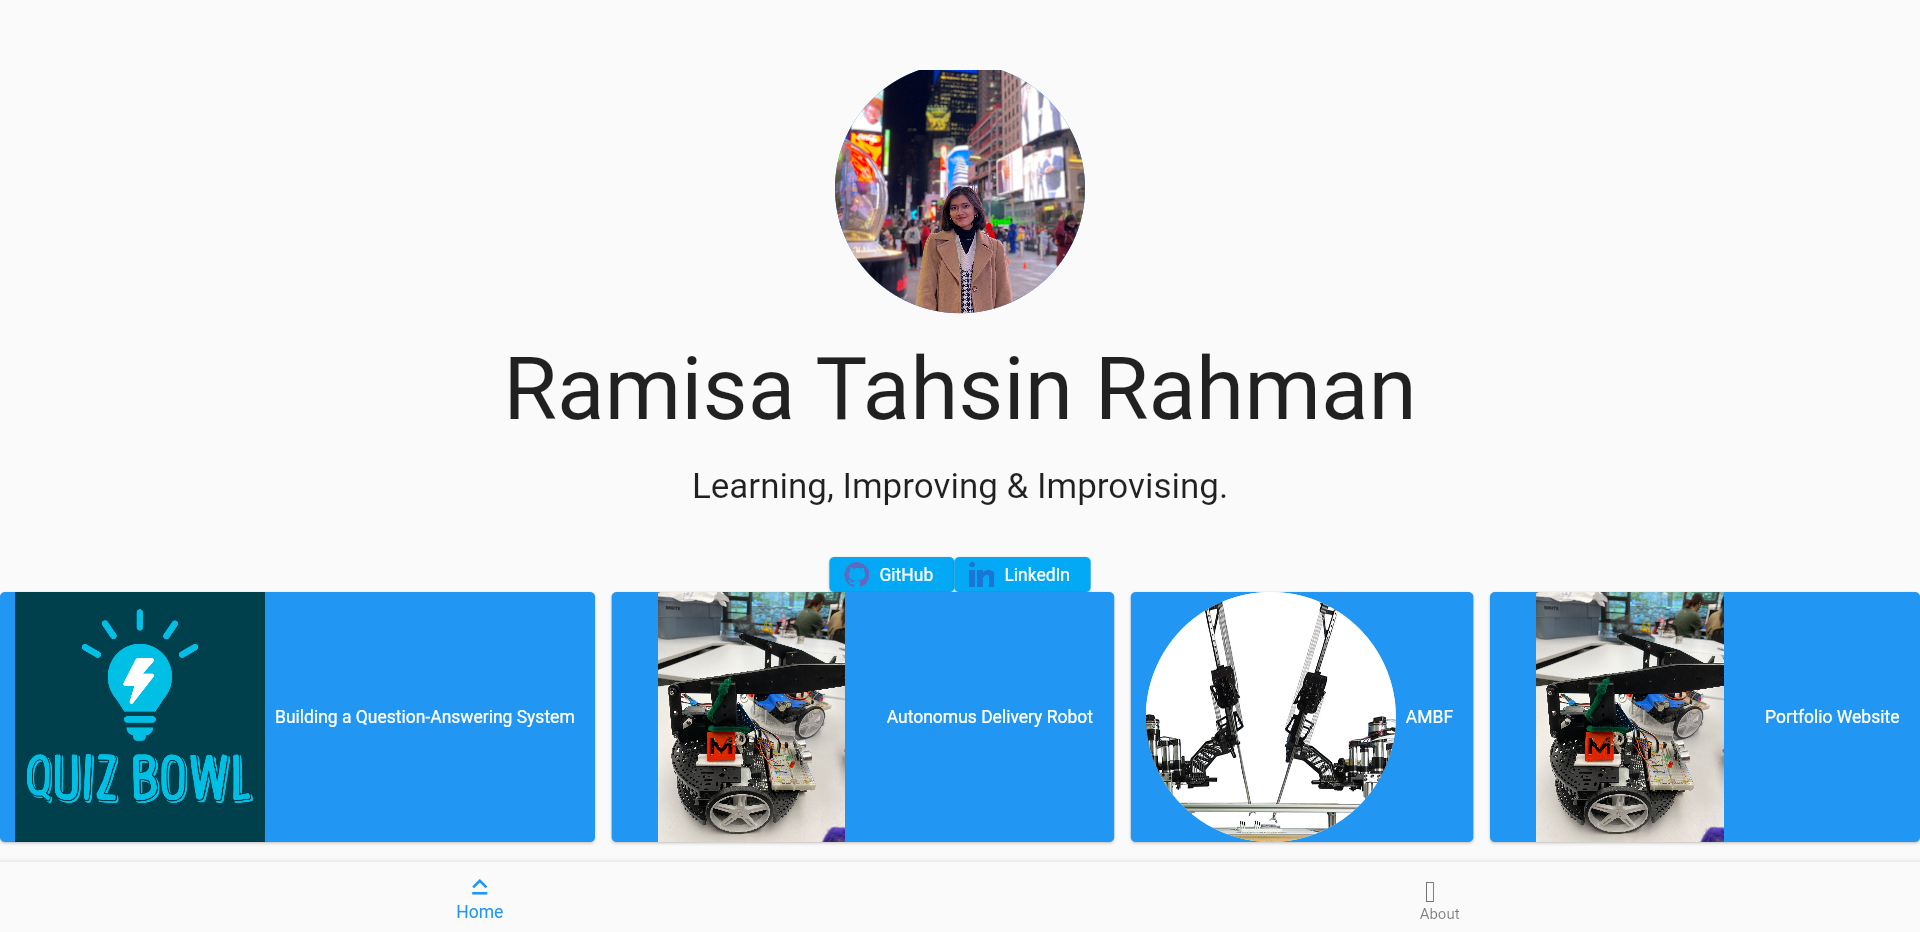 Ramisa Tahsin Rahman
Learning, Improving & Improvising.
GitHub
LinkedIn
QUIZ BOWL
Building a Question-Answering System
Autonomus Delivery Robot
AMBF
Portfolio Website
Home
About